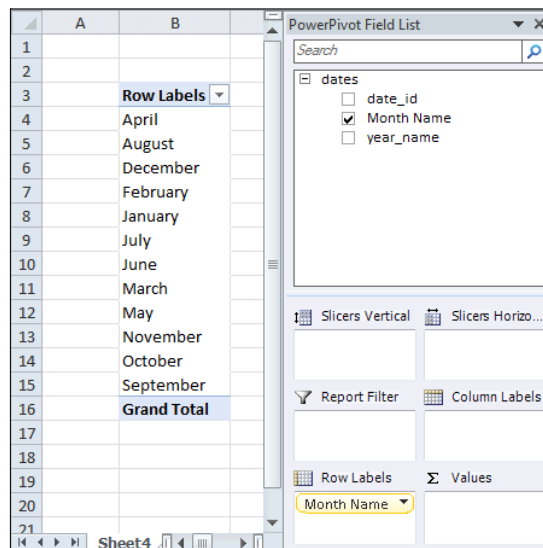 A B
1
2
3 Row Labels
4 April
5 August
6 December
7 February
8 January
9 July
10 June
11 March
12 May
13 November
14 October
15 September
16 Grand Total
17
18
19
20
21
Sheet4
PowerPivot Field List
Search
dates
date_id
Month Name
year_name
Slicers Vertical Slicers Horizo...
Report Filter Column Labels
Row Labels Σ Values
Month Name